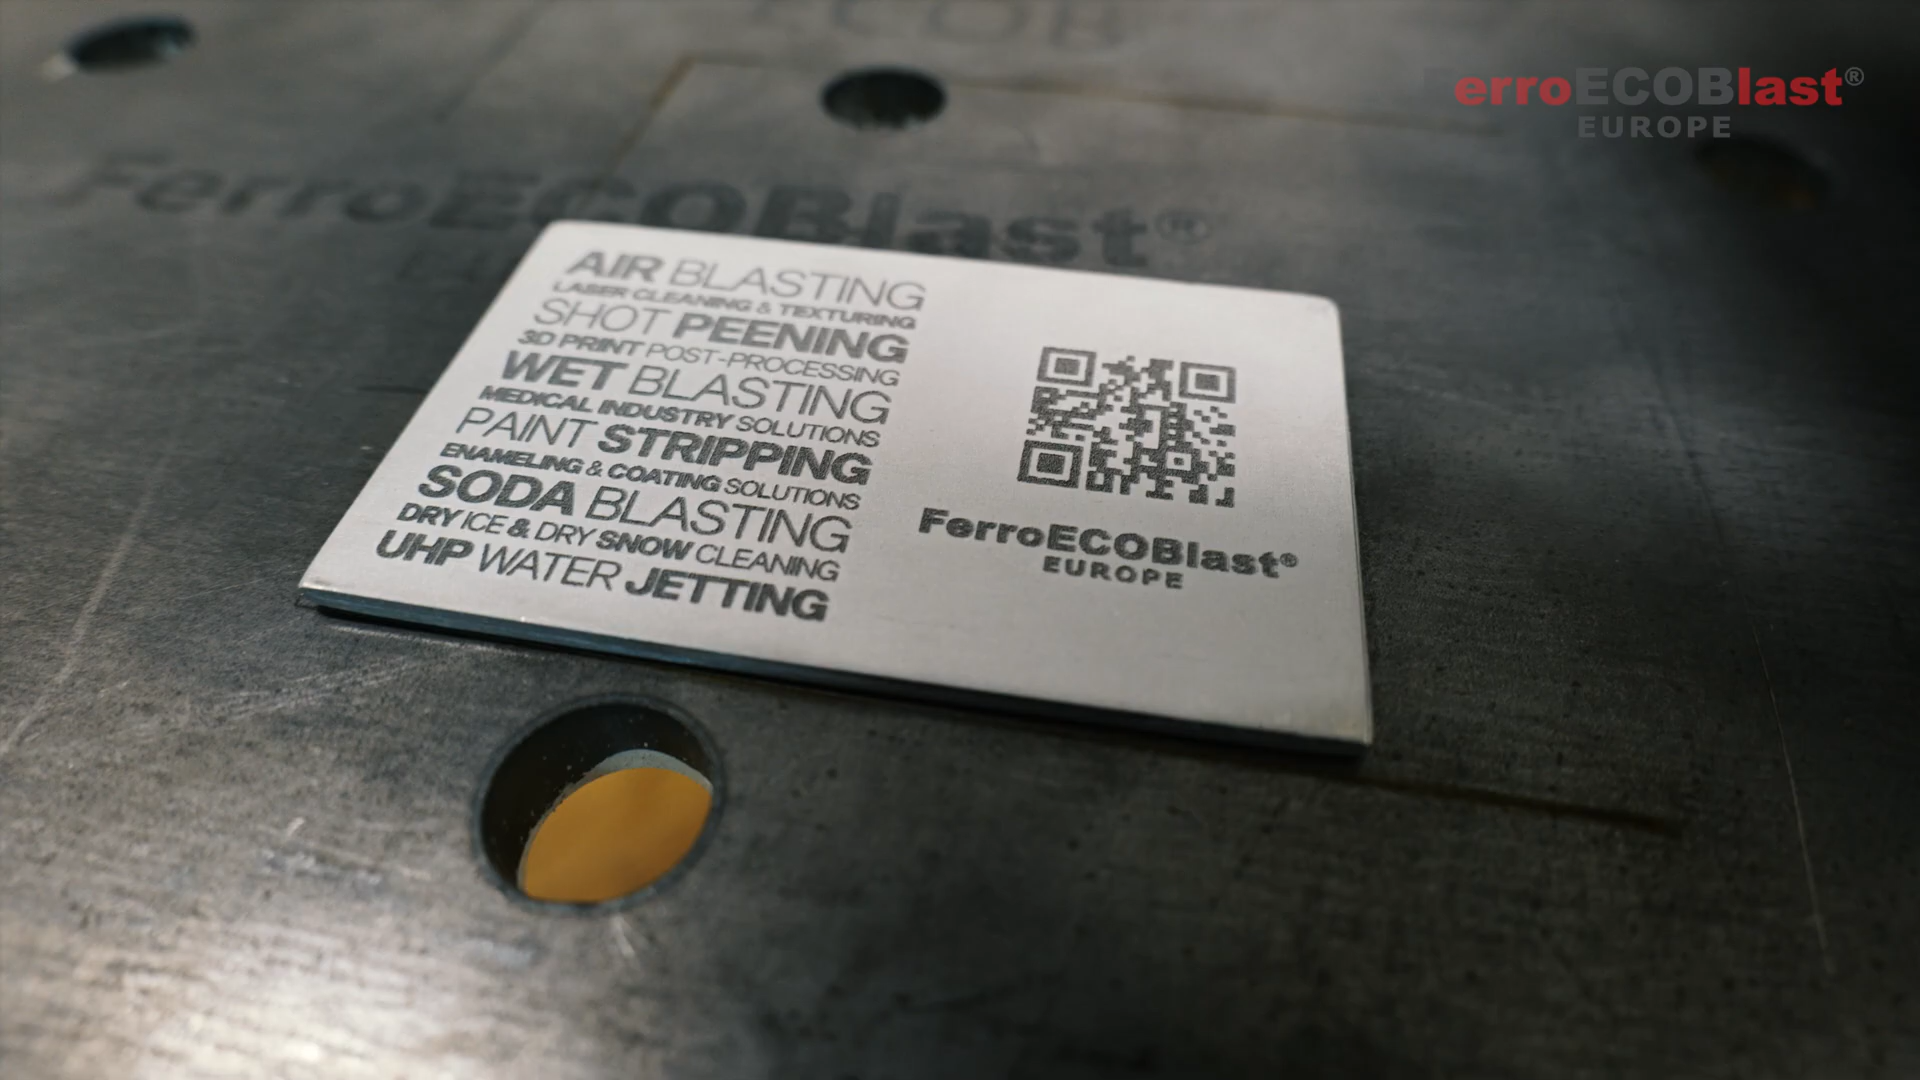 ECOB
erroECOBlast®
EUROPE
FerroECOBlast®
AIR BLASTING
LASER CLEANING & TEXTURING
SHOT PEENING
3D PRINT POST-PROCESSING
WET BLASTING
MEDICAL INDUSTRY SOLUTIONS
PAINT STRIPPING
ENAMELING & COATING SOLUTIONS
SODA BLASTING
DRY ICE & DRY SNOW CLEANING
UHP WATER JETTING
FerroECOBlast®
EUROPE